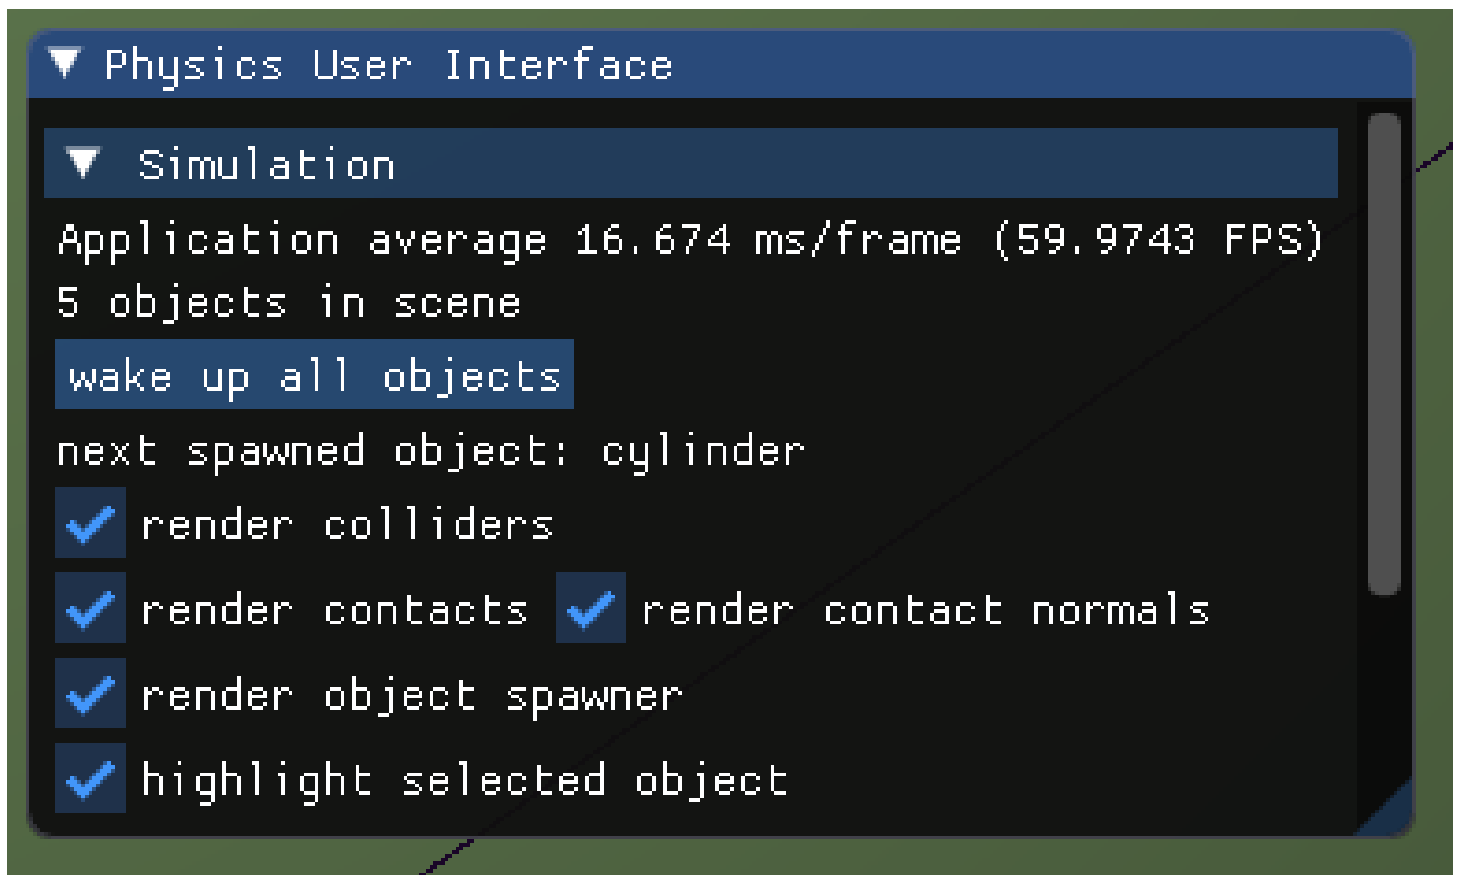 Physics User Interface
Simulation
Application average 16.674 ms/frame (59.9743 FPS)
5 objects in scene
wake up all objects
next spawned object: cylinder
render colliders
render contacts render contact normals
render object spawner
highlight selected object